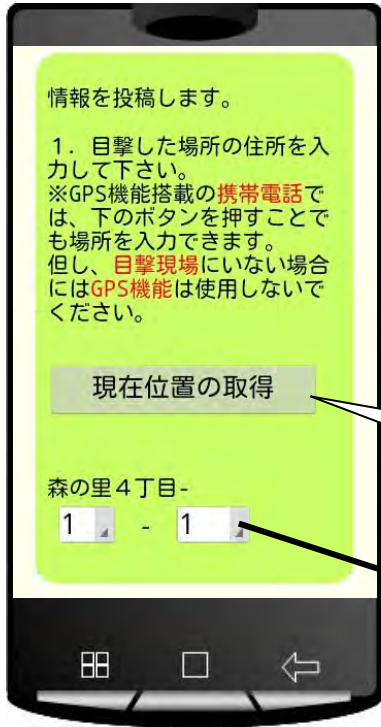 情報を投稿します。
１．目撃した場所の住所を入
力して下さい。
※GPS機能搭載の携帯電話で
は、下のボタンを押すことで
も場所を入力できます。
但し、目撃現場にいない場合
にはGPS機能は使用しないで
ください。
現在位置の取得
森の里４丁目-
1 - 1